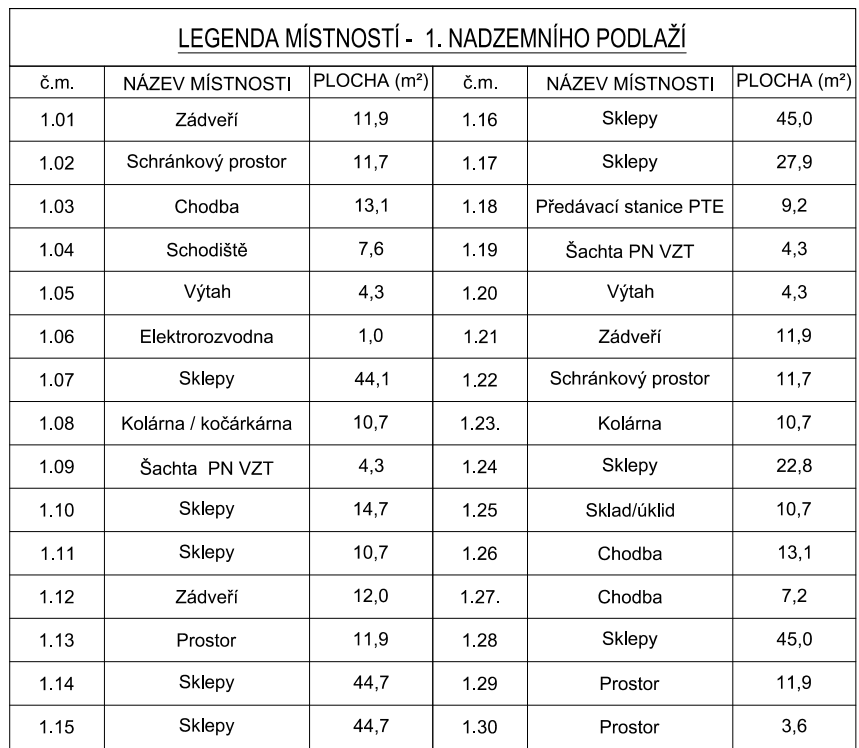 LEGENDA MÍSTNOSTÍ - 1. NADZEMNÍHO PODLAŽÍ
č.m. NÁZEV MÍSTNOSTI PLOCHA (m²) č.m. NÁZEV MÍSTNOSTI PLOCHA (m²)
1.01 Zádveří 11,9 1.16 Sklepy 45,0
1.02 Schránkový prostor 11,7 1.17 Sklepy 27,9
1.03 Chodba 13,1 1.18 Předávací stanice PTE 9,2
1.04 Schodiště 7,6 1.19 Šachta PN VZT 4,3
1.05 Výtah 4,3 1.20 Výtah 4,3
1.06 Elektrorozvodna 1,0 1.21 Zádveří 11,9
1.07 Sklepy 44,1 1.22 Schránkový prostor 11,7
1.08 Kolárna / kočárkárna 10,7 1.23. Kolárna 10,7
1.09 Šachta PN VZT 4,3 1.24 Sklepy 22,8
1.10 Sklepy 14,7 1.25 Sklad/úklid 10,7
1.11 Sklepy 10,7 1.26 Chodba 13,1
1.12 Zádveří 12,0 1.27. Chodba 7,2
1.13 Prostor 11,9 1.28 Sklepy 45,0
1.14 Sklepy 44,7 1.29 Prostor 11,9
1.15 Sklepy 44,7 1.30 Prostor 3,6